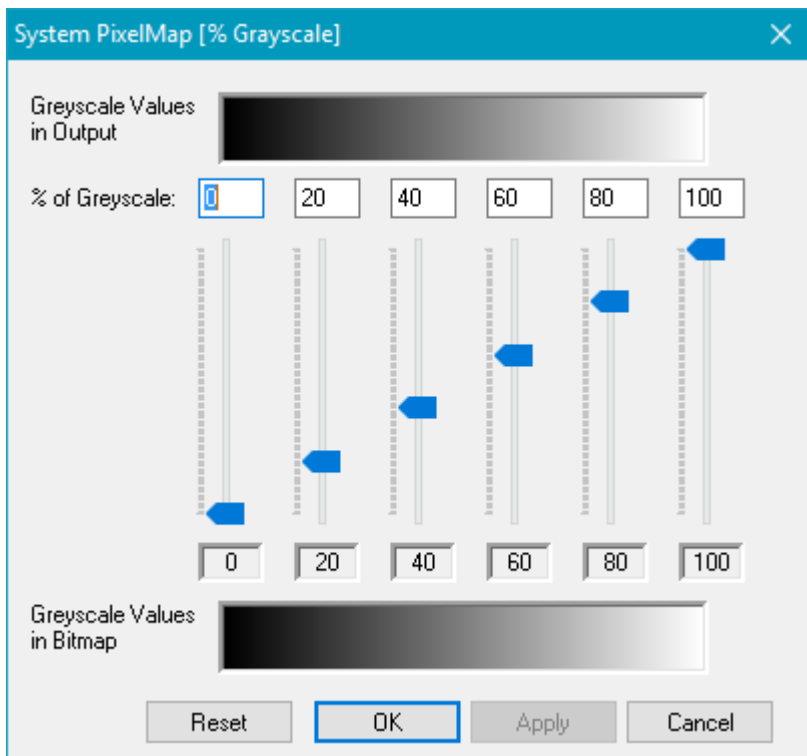 System PixelMap [% Grayscale]
Greyscale Values
in Output
% of Greyscale: 0 20 40 60 80 100
0 20 40 60 80 100
Greyscale Values
in Bitmap
Reset OK Apply Cancel